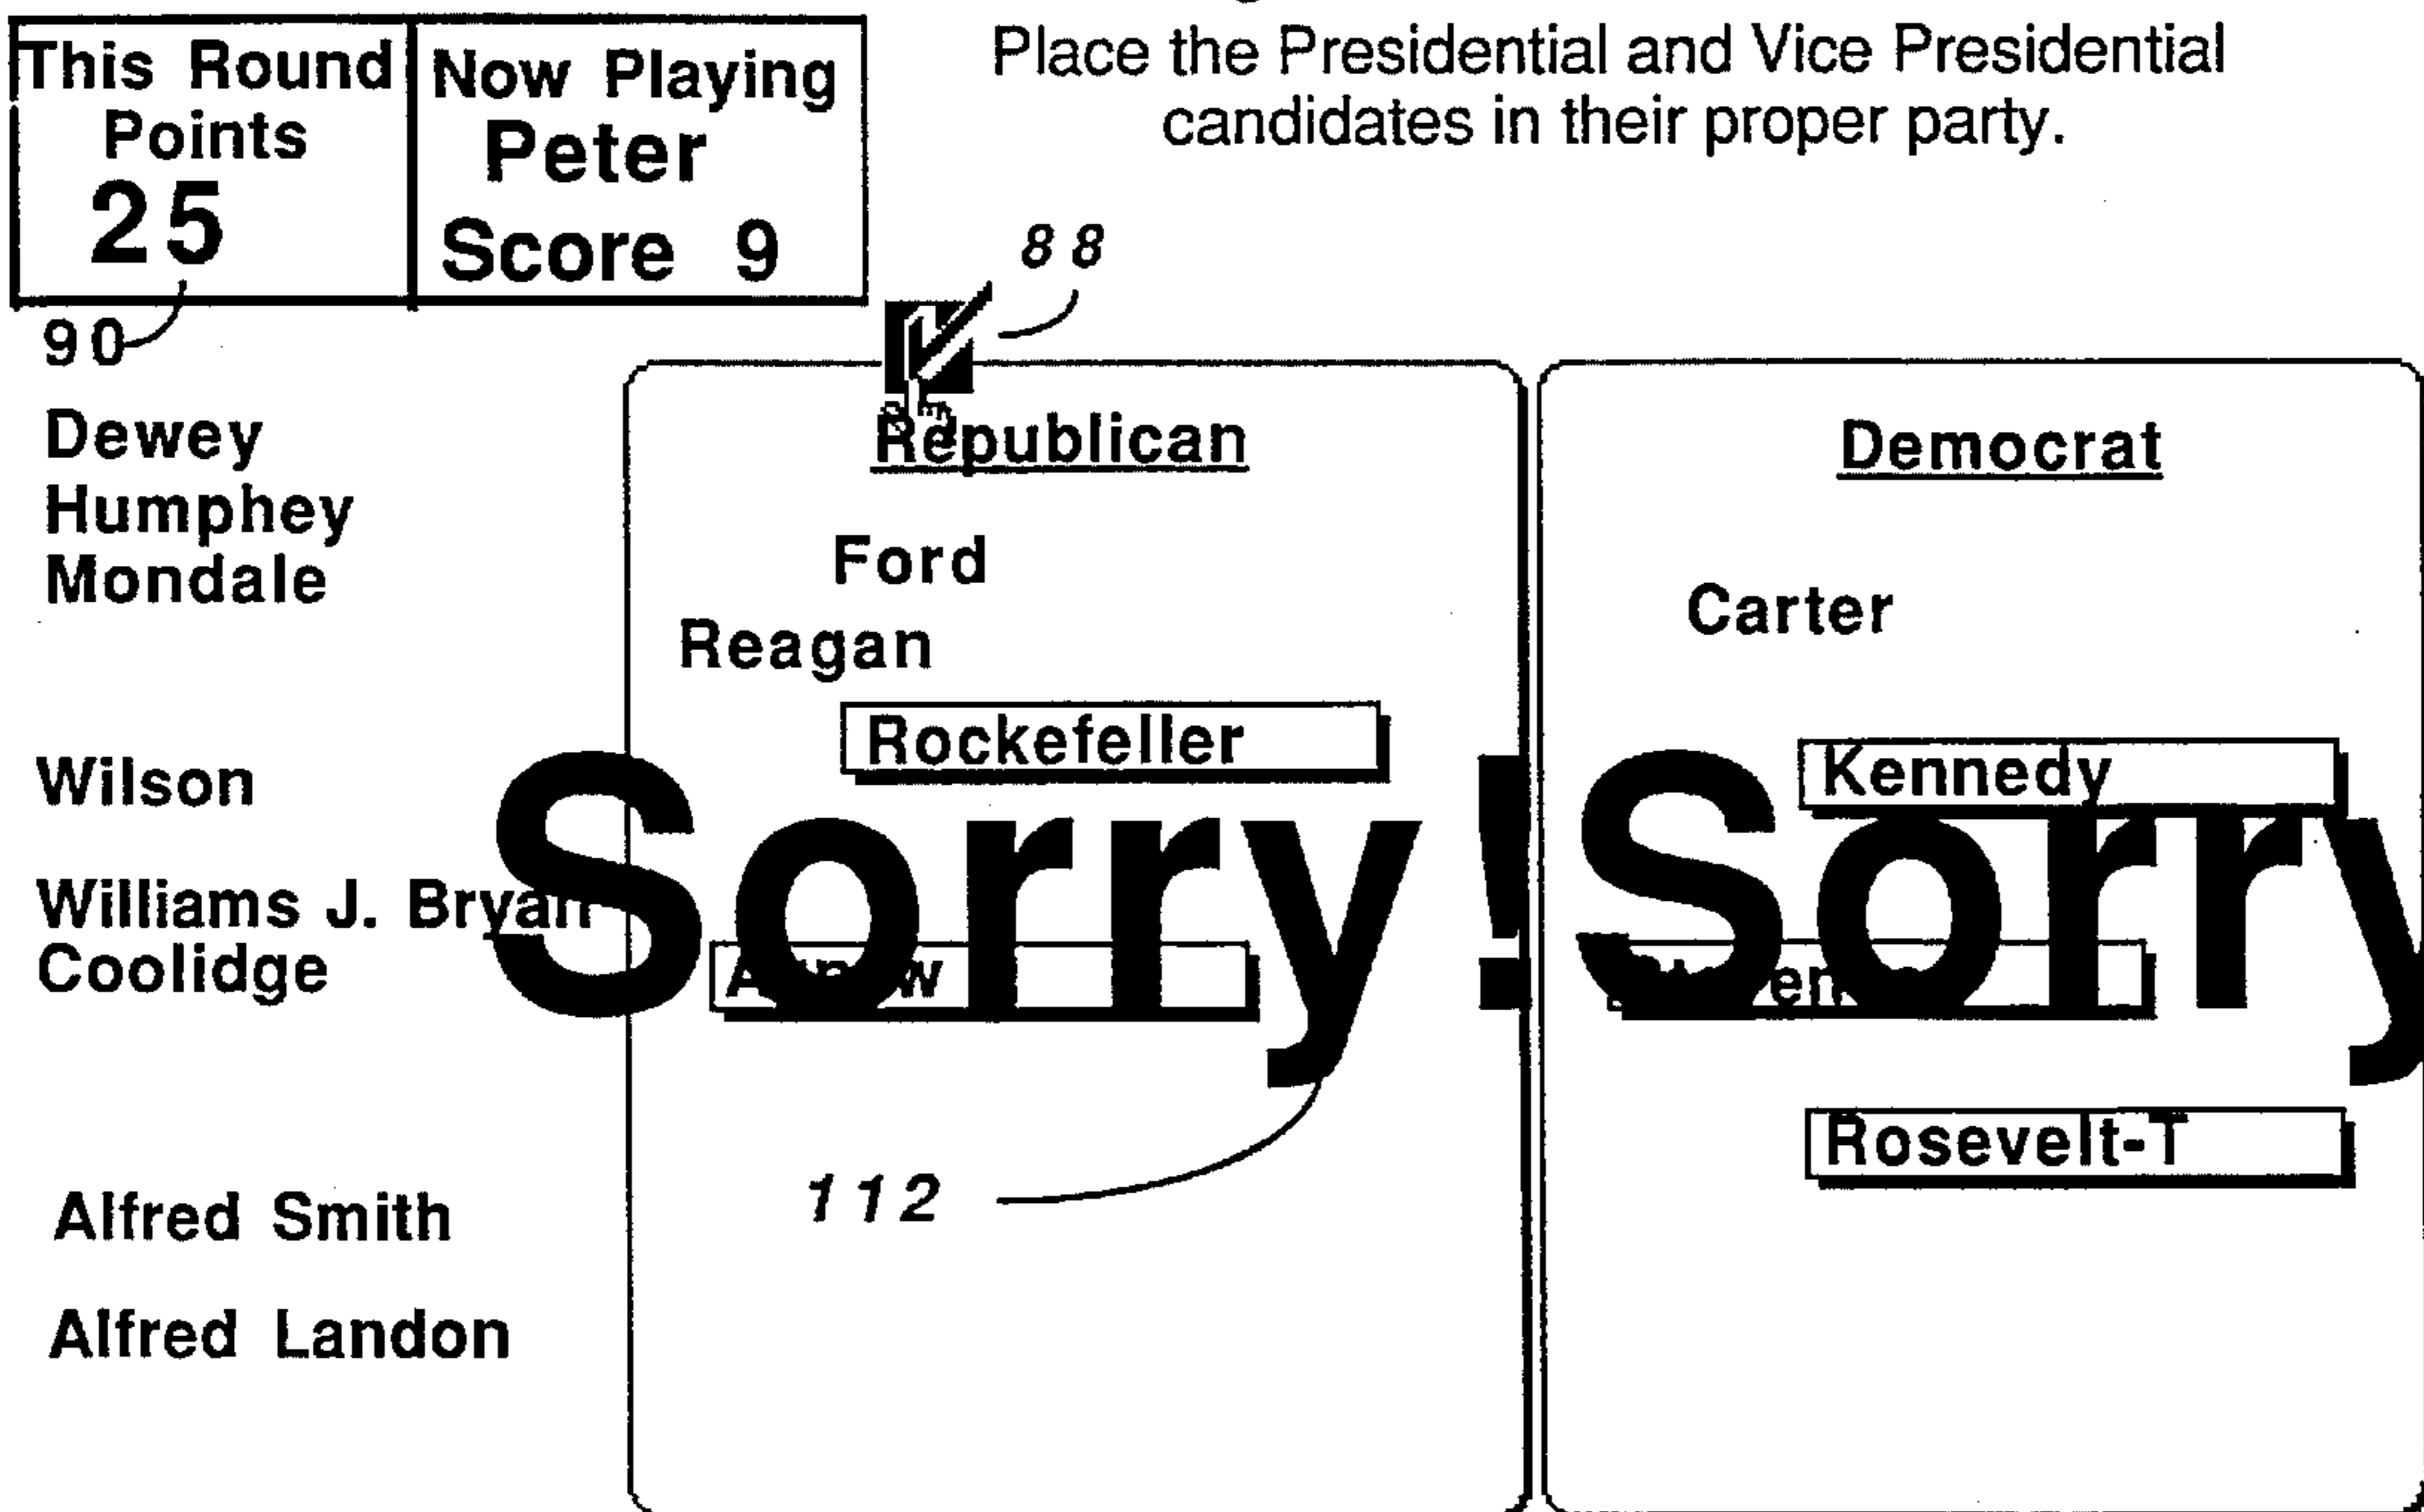 This Round
Points
25
Now Playing
Peter
Score 9
Place the Presidential and Vice Presidential
candidates in their proper party.
88
90
Dewey
Humphey
Mondale
Wilson
Williams J. Bryan
Coolidge
Alfred Smith
Alfred Landon
Republican
Ford
Reagan
Rockefeller
Sorry!
112
Democrat
Carter
Kennedy
Sorry
Rosevelt-T